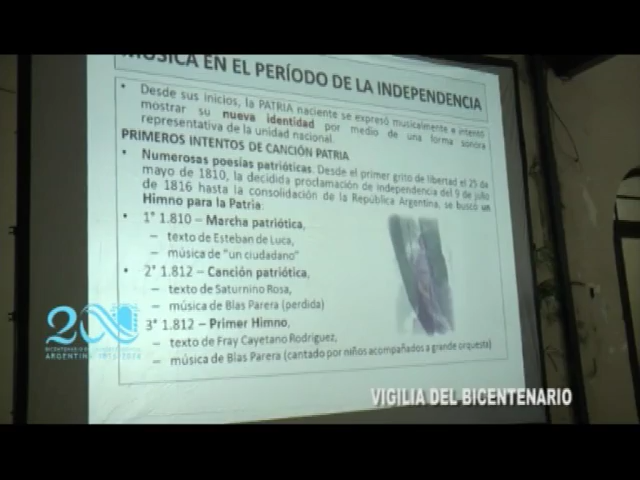 MÚSICA EN EL PERÍODO DE LA INDEPENDENCIA
• Desde sus inicios, la PATRIA naciente se expresó musicalmente e intentó
mostrar su nueva identidad por medio de una forma sonora
representativa de la unidad nacional.
PRIMEROS INTENTOS DE CANCIÓN PATRIA
• Numerosas poesías patrióticas. Desde el primer grito de libertad el 25 de
mayo de 1810, la decidida proclamación de independencia del 9 de julio
de 1816 hasta la consolidación de la República Argentina, se buscó un
Himno para la Patria:
• 1° 1.810 – Marcha patriótica,
– texto de Esteban de Luca,
– música de "un ciudadano"
• 2° 1.812 – Canción patriótica,
– texto de Saturnino Rosa,
– música de Blas Parera (perdida)
3° 1.812 – Primer Himno,
– texto de Fray Cayetano Rodriguez,
– música de Blas Parera (cantado por niños acompañados a grande orquesta)
200
ARGENTINA
VIGILIA DEL BICENTENARIO